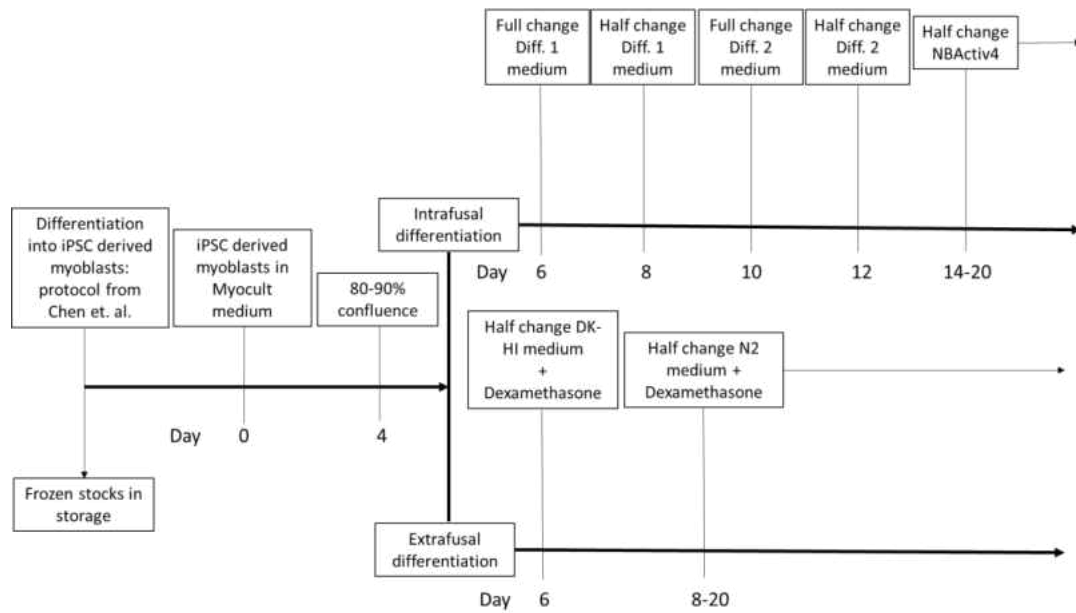 Full change
Diff. 1
medium
Half change
Diff. 1
medium
Full change
Diff. 2
medium
Half change
Diff. 2
medium
Half change
NBActiv4
Differentiation
into iPSC derived
myoblasts:
protocol from
Chen et. al.
iPSC derived
myoblasts in
Myocult
medium
80-90%
confluence
Intrafusal
differentiation
Day 6 8 10 12 14-20
Half change DK-
HI medium
+
Dexamethasone
Half change N2
medium +
Dexamethasone
Day 0 4
Frozen stocks in
storage
Extrafusal
differentiation
Day 6 8-20